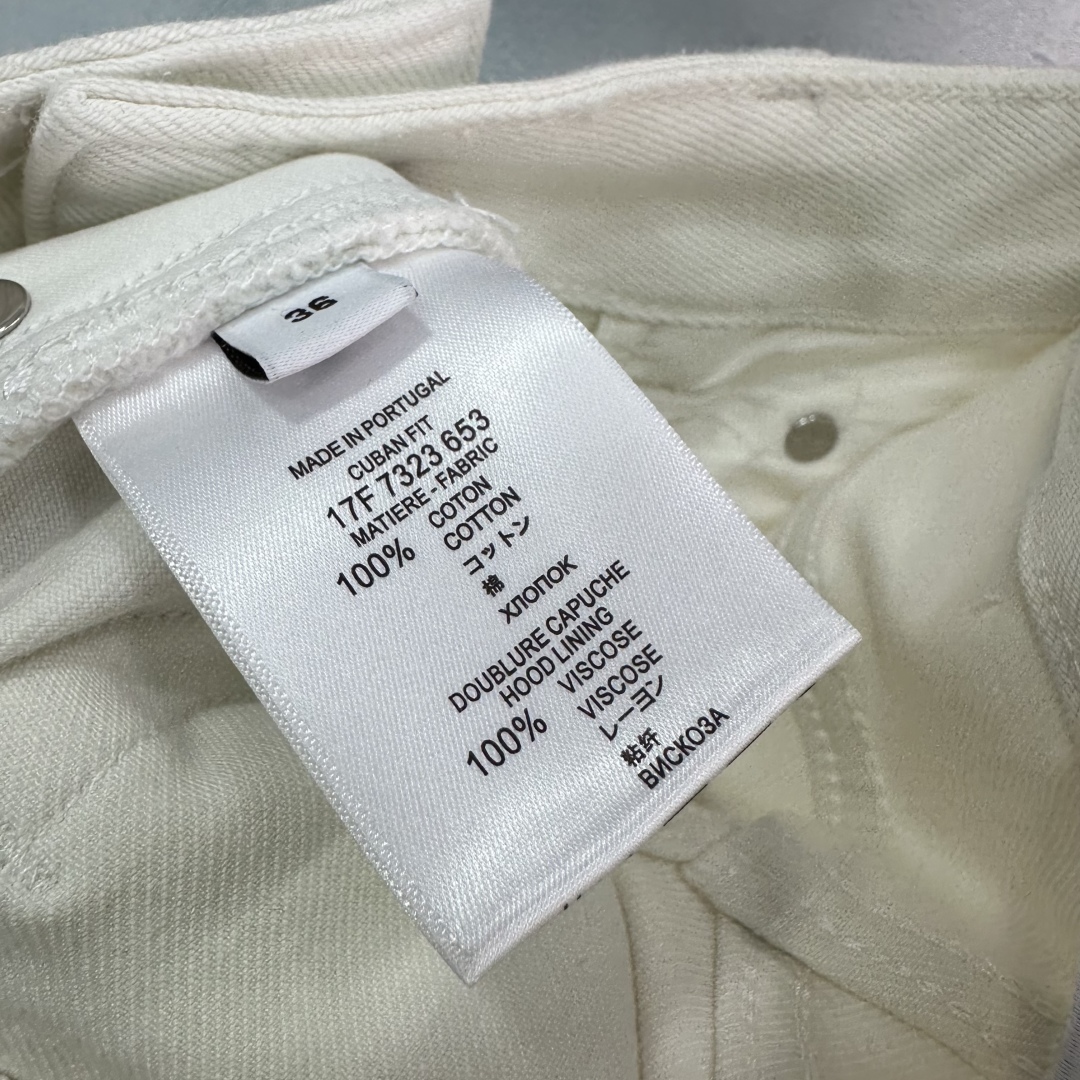 36
MADE IN PORTUGAL
CUBAN FIT
17F 7323 653
MATIERE - FABRIC
100% COTON
COTTON
コットン
棉
ХЛОПОК
DOUBLURE CAPUCHE
HOOD LINING
100% VISCOSE
VISCOSE
レーヨン
粘纤
ВИСКОЗА